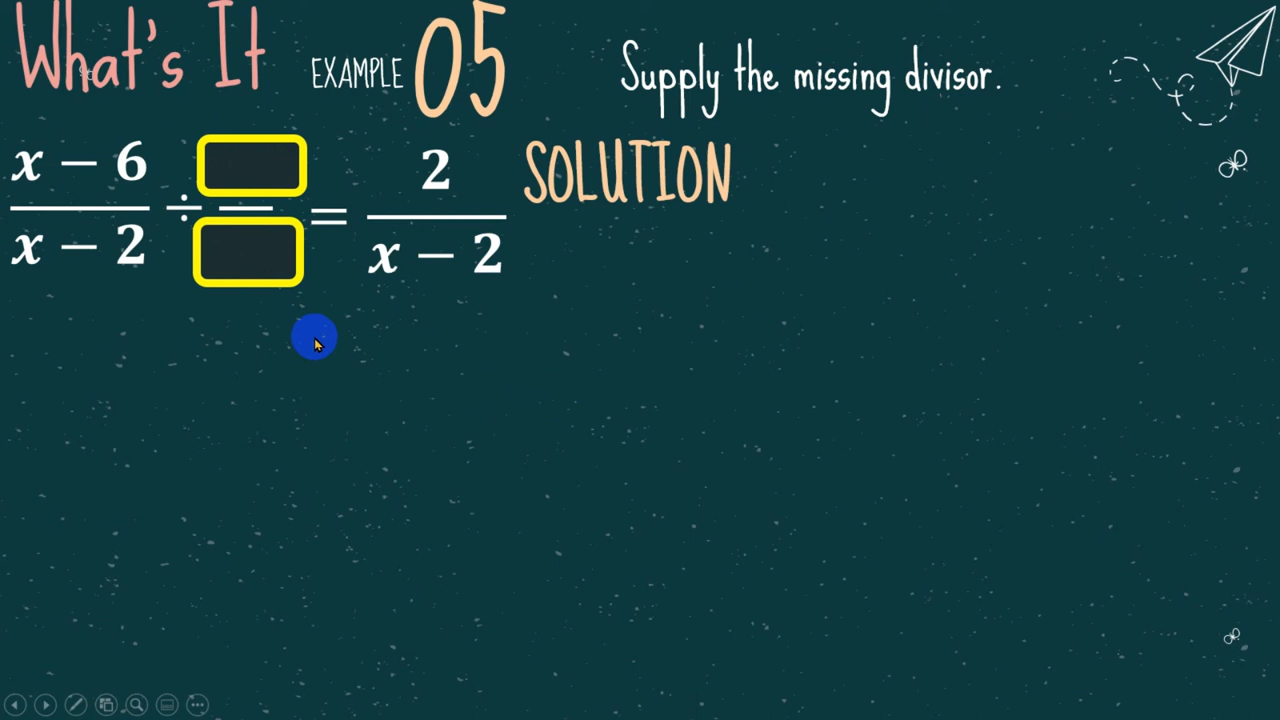 What's It EXAMPLE 05 Supply the missing divisor.
x − 6 / x − 2 ÷ = 2 / x − 2
SOLUTION